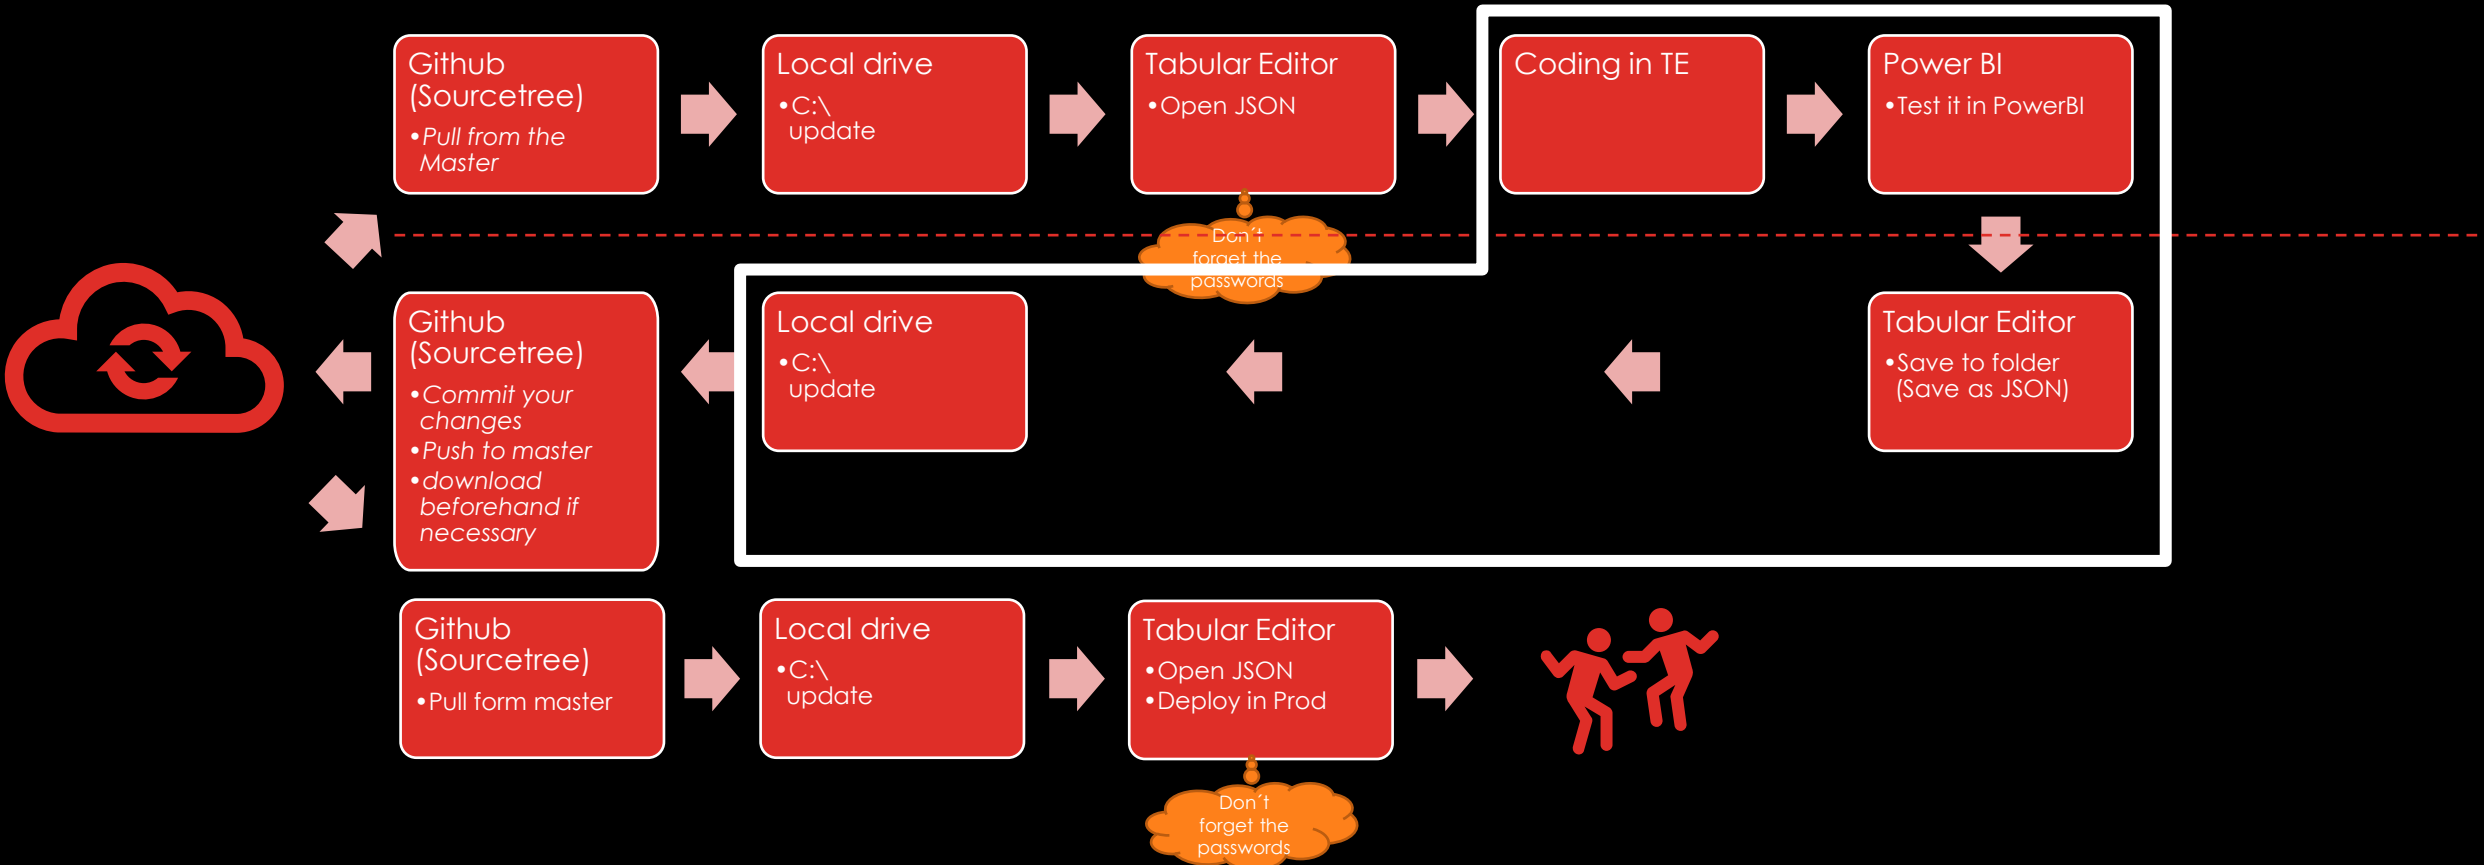 Github
(Sourcetree)
•Pull from the
Master
Local drive
•C:\
update
Tabular Editor
•Open JSON
Coding in TE
Power BI
•Test it in PowerBI
Don´t
forget the
passwords
Github
(Sourcetree)
•Commit your
changes
•Push to master
•download
beforehand if
necessary
Local drive
•C:\
update
Tabular Editor
•Save to folder
(Save as JSON)
Github
(Sourcetree)
•Pull form master
Local drive
•C:\
update
Tabular Editor
•Open JSON
•Deploy in Prod
Don´t
forget the
passwords